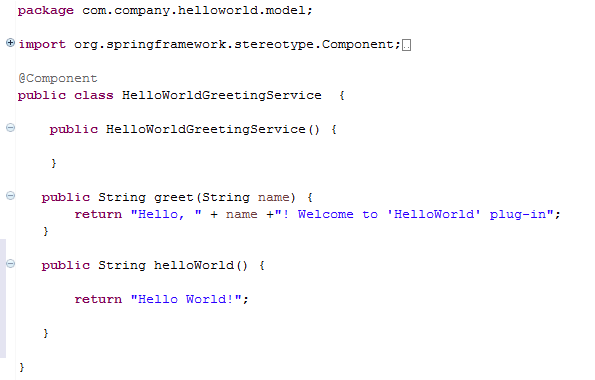 package com.company.helloworld.model;
import org.springframework.stereotype.Component;
@Component
public class HelloWorldGreetingService  {
public HelloWorldGreetingService() {
}
public String greet(String name) {
return "Hello, " + name +"! Welcome to 'HelloWorld' plug-in";
}
public String helloWorld() {
return "Hello World!";
}
}